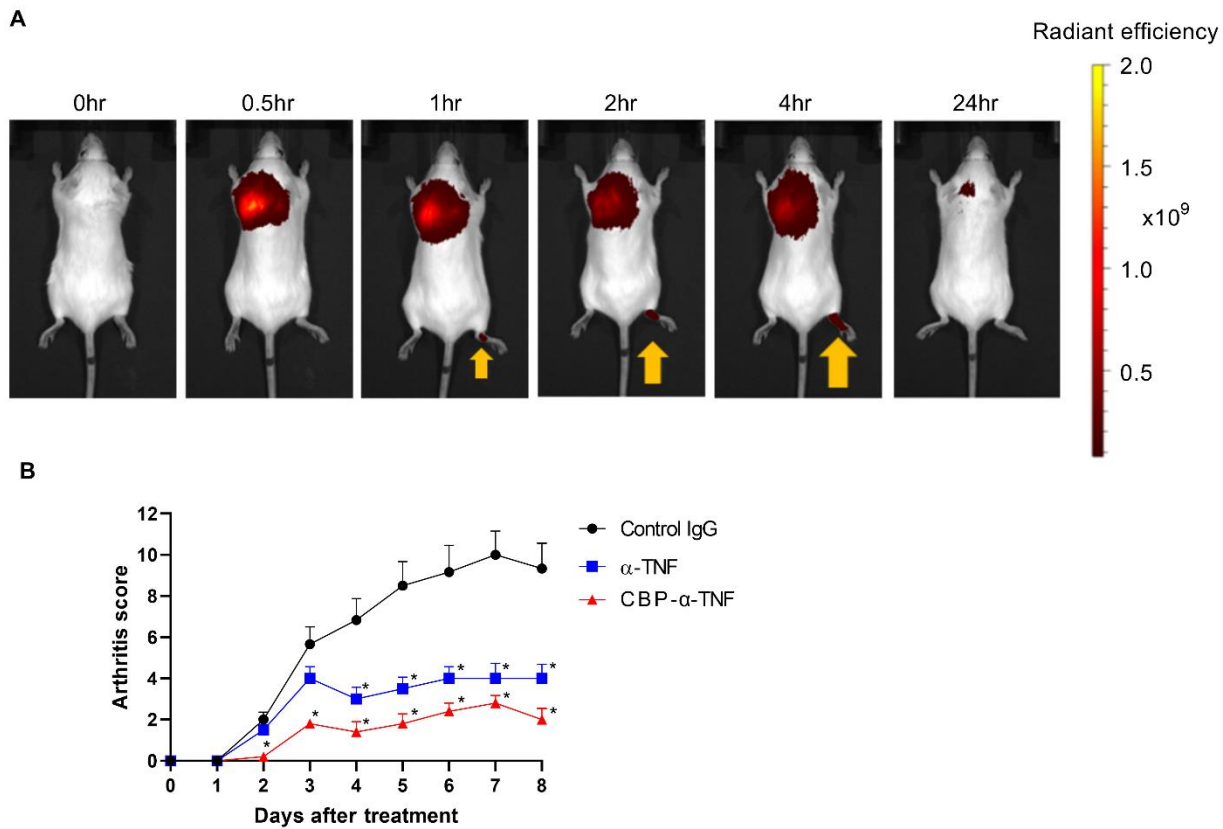 A
Radiant efficiency
0hr 0.5hr 1hr 2hr 4hr 24hr
2.0
1.5
x10⁹
1.0
0.5
B
12
10
8
6
4
2
0
Arthritis score
Control IgG
α-TNF
CBP-α-TNF
* * * * *
* * * * * * *
0 1 2 3 4 5 6 7 8
Days after treatment